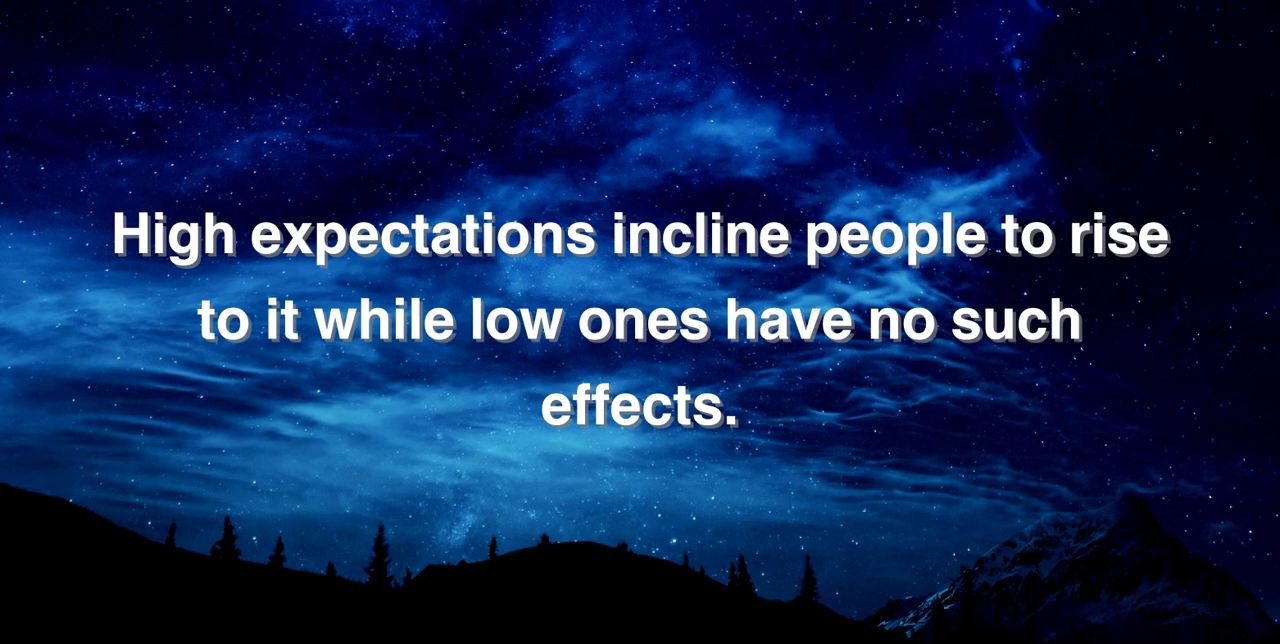 High expectations incline people to rise
to it while low ones have no such
effects.